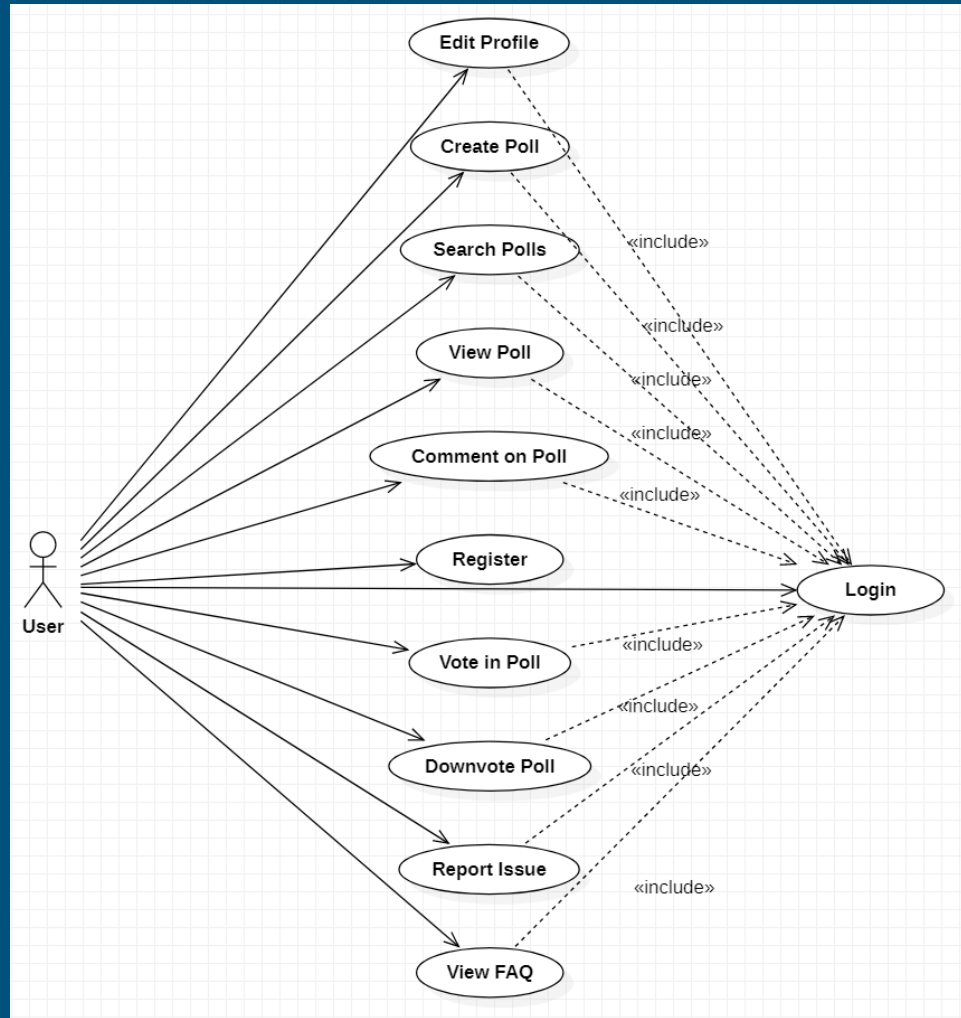 Edit Profile
Create Poll
«include»
Search Polls
«include»
View Poll
«include»
«include»
Comment on Poll
«include»
Register
Login
User
Vote in Poll
«include»
«include»
Downvote Poll
«include»
Report Issue
«include»
View FAQ